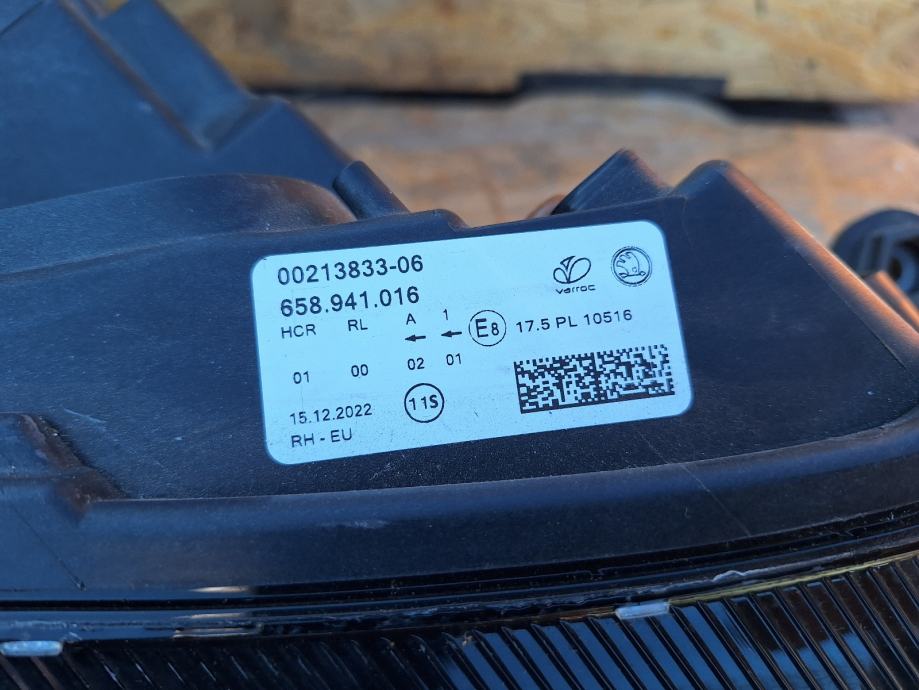 00213833-06
658.941.016
varroc
HCR RL A 1
← ← E8 17.5 PL 10516
01 00 02 01
15.12.2022 11S
RH - EU